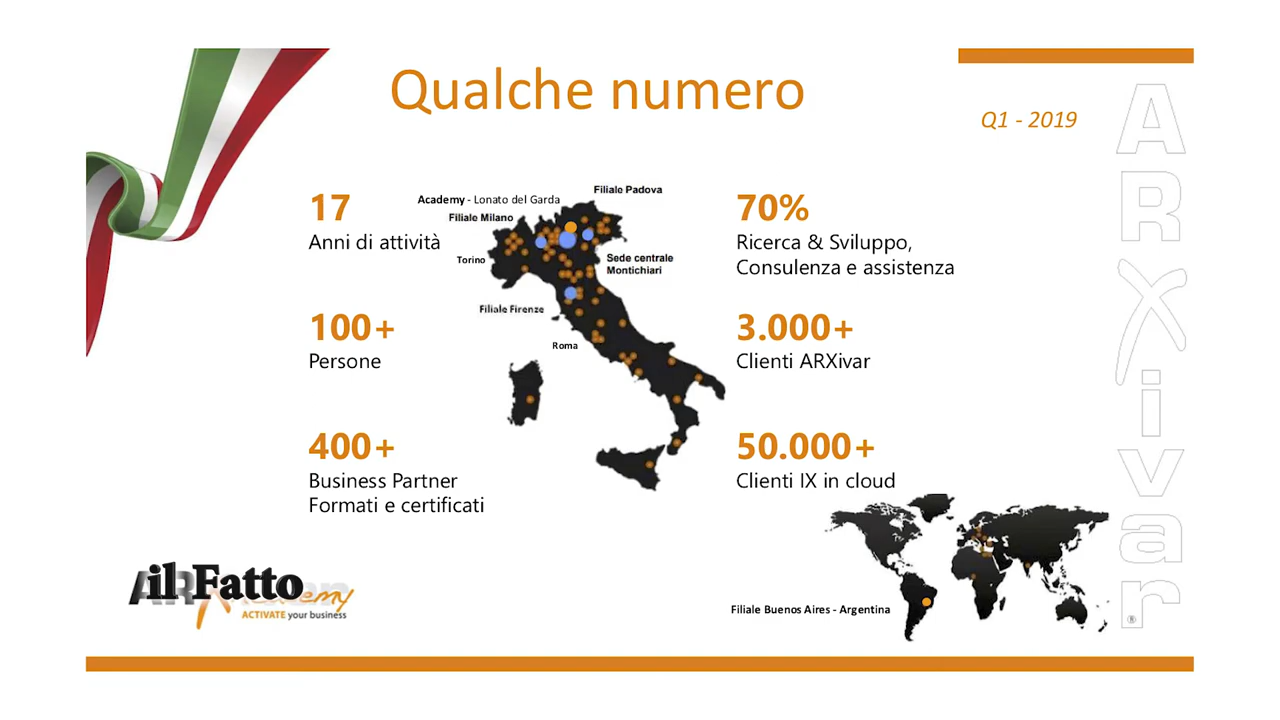 Qualche numero
Q1 - 2019
17
Anni di attività
100+
Persone
400+
Business Partner
Formati e certificati
Academy - Lonato del Garda
Filiale Padova
Filiale Milano
Torino
Sede centrale
Montichiari
Filiale Firenze
Roma
70%
Ricerca & Sviluppo,
Consulenza e assistenza
3.000+
Clienti ARXivar
50.000+
Clienti IX in cloud
Filiale Buenos Aires - Argentina
il Fatto
ACTIVATE your business
ARXivar
®